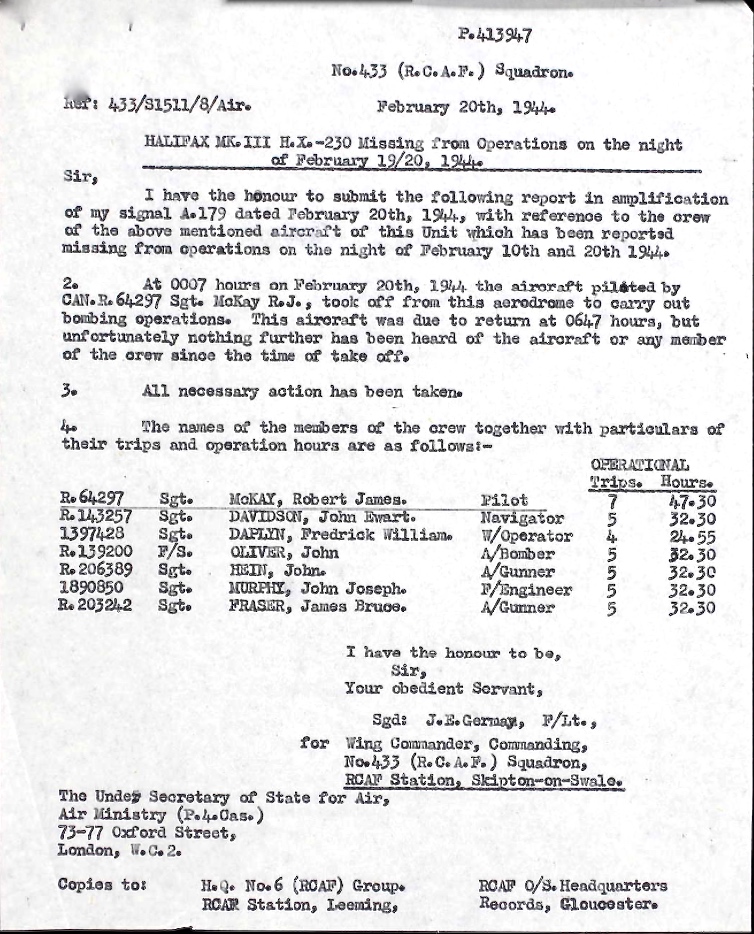 P.413947
No.433 (R.C.A.F.) Squadron.
Ref: 433/S1511/8/Air.    February 20th, 1944.
HALIFAX MK.III H.X.-230 Missing from Operations on the night
of February 19/20, 1944.
Sir,
I have the honour to submit the following report in amplification
of my signal A.179 dated February 20th, 1944, with reference to the crew
of the above mentioned aircraft of this Unit which has been reported
missing from operations on the night of February 10th and 20th 1944.
2.    At 0007 hours on February 20th, 1944 the aircraft piloted by
CAN.R.64297 Sgt. McKay R.J., took off from this aerodrome to carry out
bombing operations. This aircraft was due to return at 0647 hours, but
unfortunately nothing further has been heard of the aircraft or any member
of the crew since the time of take off.
3.    All necessary action has been taken.
4.    The names of the members of the crew together with particulars of
their trips and operation hours are as follows:-
OPERATIONAL
Trips. Hours.
R.64297 Sgt. McKAY, Robert James. Pilot 7 47.30
R.143257 Sgt. DAVIDSON, John Ewart. Navigator 5 32.30
1397428 Sgt. DAPLYN, Fredrick William. W/Operator 4 24.55
R.139200 F/S. OLIVER, John A/Bomber 5 32.30
R.206389 Sgt. HEIN, John. A/Gunner 5 32.30
1890850 Sgt. MURPHY, John Joseph. F/Engineer 5 32.30
R.203242 Sgt. FRASER, James Bruce. A/Gunner 5 32.30
I have the honour to be,
Sir,
Your obedient Servant,
Sgd: J.E.Germay, F/Lt.,
for Wing Commander, Commanding,
No.433 (R.C.A.F.) Squadron,
RCAF Station, Skipton-on-Swale.
The Under Secretary of State for Air,
Air Ministry (P.4.Cas.)
73-77 Oxford Street,
London, W.C.2.
Copies to: H.Q. No.6 (RCAF) Group. RCAF O/S.Headquarters
RCAF Station, Leeming, Records, Gloucester.